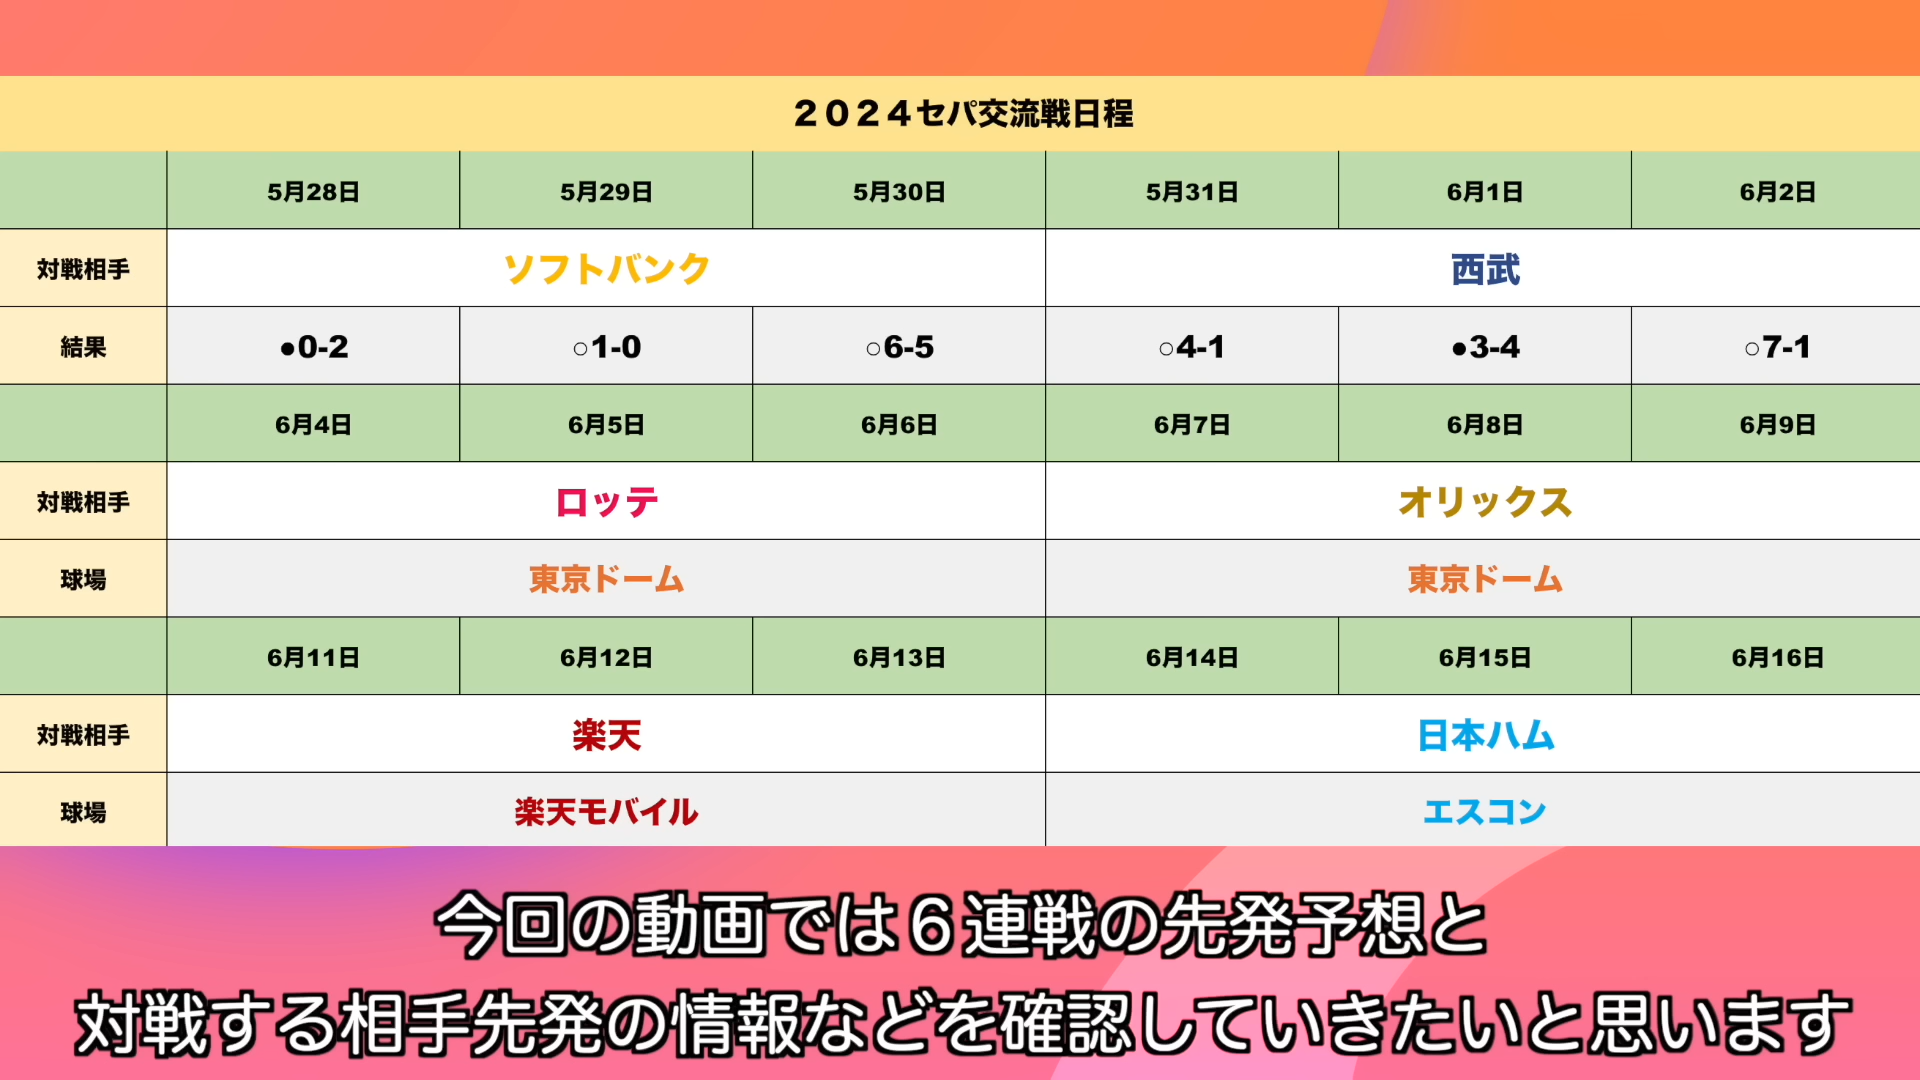 ２０２４セパ交流戦日程
5月28日 5月29日 5月30日 5月31日 6月1日 6月2日
対戦相手 ソフトバンク 西武
結果 ●0-2 ○1-0 ○6-5 ○4-1 ●3-4 ○7-1
6月4日 6月5日 6月6日 6月7日 6月8日 6月9日
対戦相手 ロッテ オリックス
球場 東京ドーム 東京ドーム
6月11日 6月12日 6月13日 6月14日 6月15日 6月16日
対戦相手 楽天 日本ハム
球場 楽天モバイル エスコン
今回の動画では６連戦の先発予想と
対戦する相手先発の情報などを確認していきたいと思います